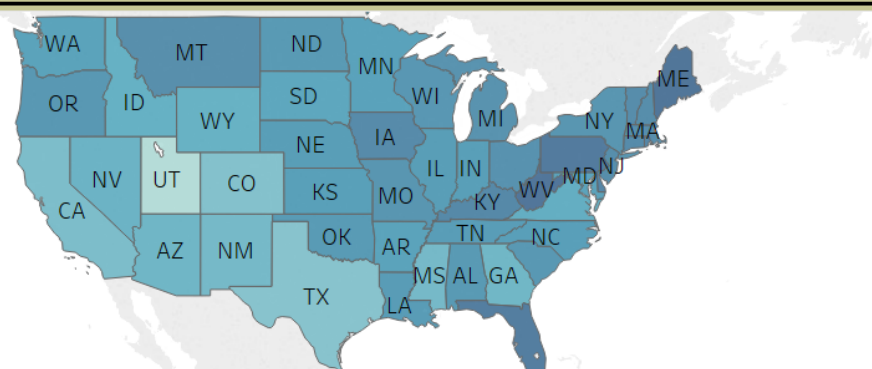 WA
MT
ND
MN
ME
OR
ID
SD
WI
MI
NY
MA
WY
IA
NE
IL
IN
NJ
MD
NV
UT
CO
KS
MO
KY
WV
CA
AZ
NM
OK
AR
TN
NC
TX
MS
AL
GA
LA